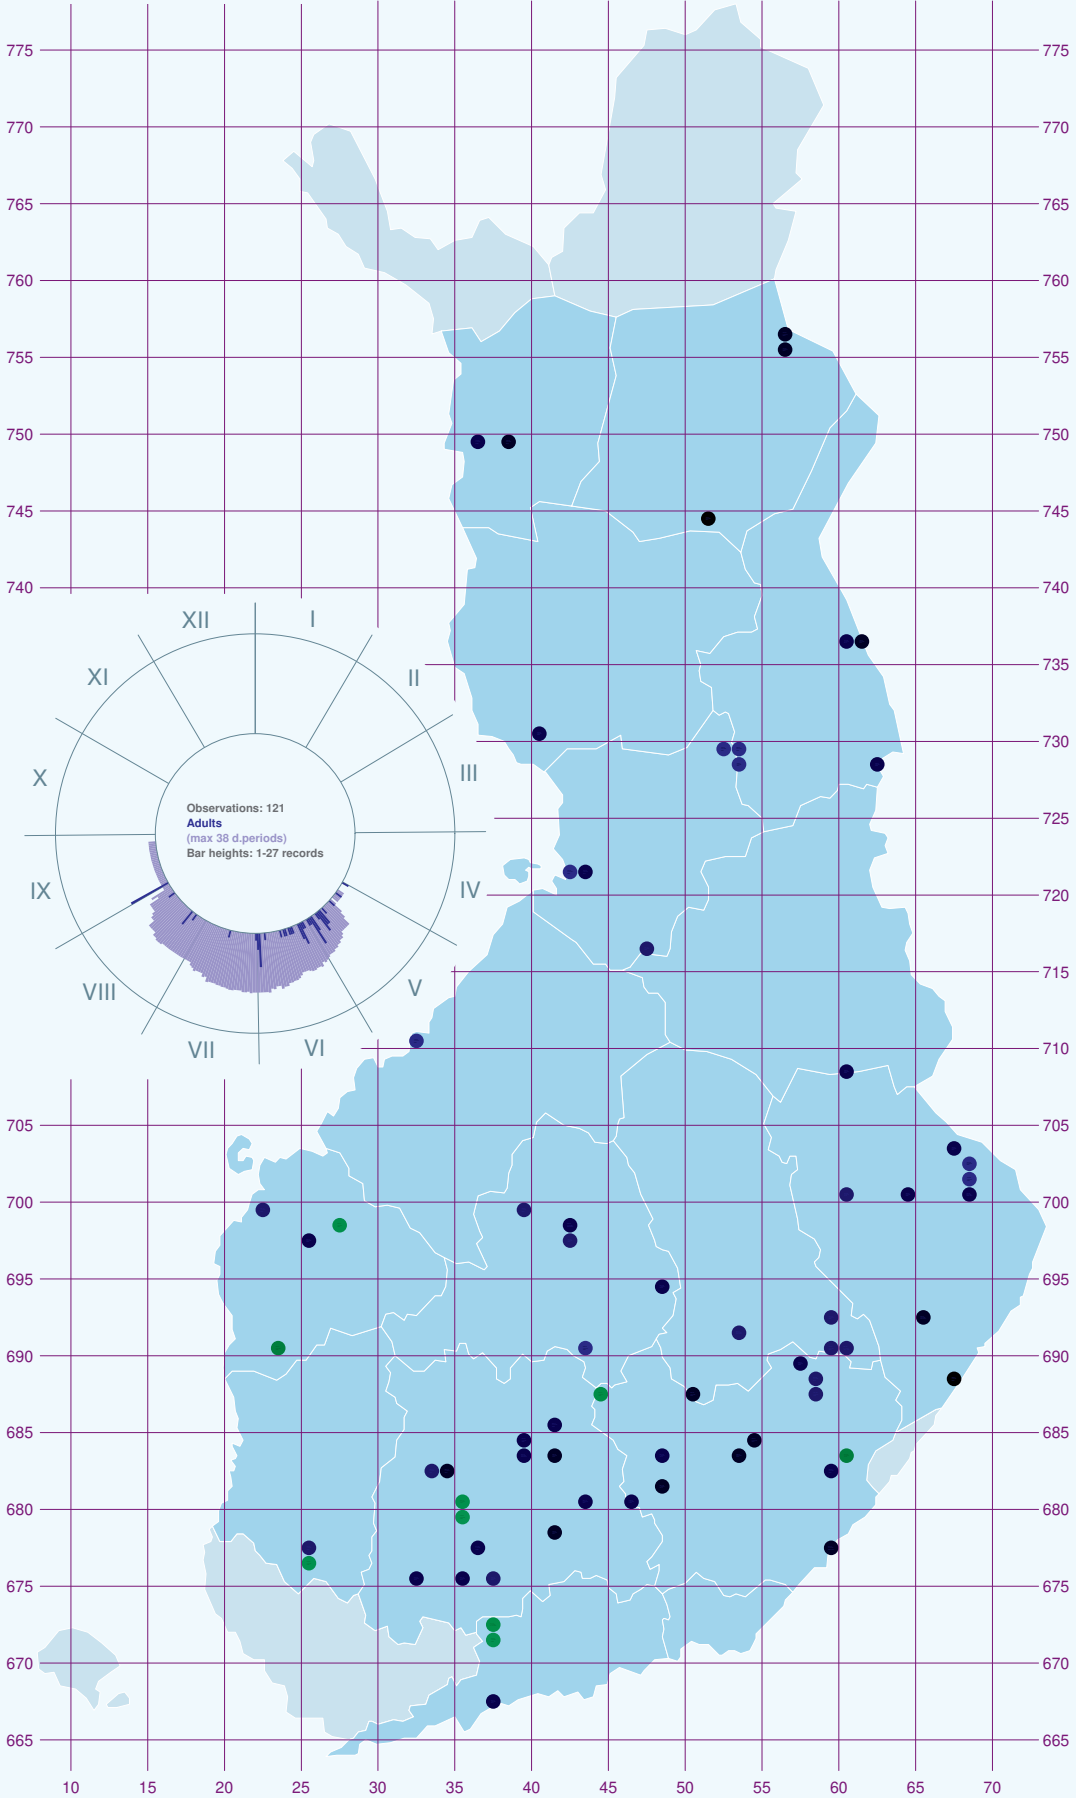 775 775
770 770
765 765
760 760
755 755
750 750
745 745
740 740
XII I
XI II
735 735
730 730
X III
Observations: 121
Adults
(max 38 d.periods)
Bar heights: 1-27 records
725 725
IX IV
720 720
715 715
VIII V
VII VI
710 710
705 705
700 700
695 695
690 690
685 685
680 680
675 675
670 670
665 665
10 15 20 25 30 35 40 45 50 55 60 65 70